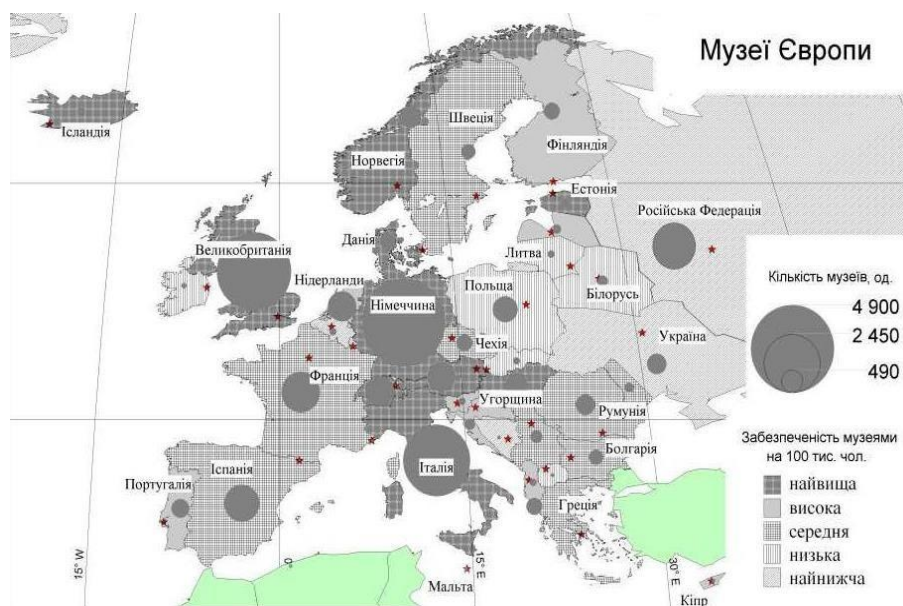 Музеї Європи
Ісландія
Швеція
Норвегія
Фінляндія
Естонія
Російська Федерація
Данія
Великобританія
Литва
Нідерланди
Білорусь
Німеччина
Польща
Україна
Чехія
Франція
Угорщина
Румунія
Болгарія
Італія
Іспанія
Португалія
Греція
Мальта
Кіпр
15° W
0°
15° E
30° E
Кількість музеїв, од.
4 900
2 450
490
Забезпеченість музеями
на 100 тис. чол.
найвища
висока
середня
низька
найнижча